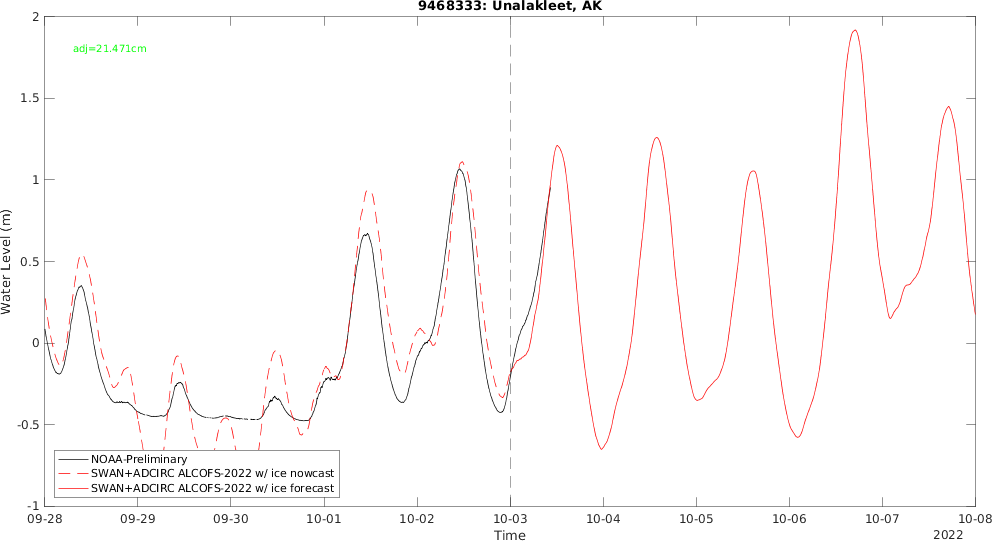 9468333: Unalakleet, AK
adj=21.471cm
Water Level (m)
2
1.5
1
0.5
0
-0.5
-1
NOAA-Preliminary
SWAN+ADCIRC ALCOFS-2022 w/ ice nowcast
SWAN+ADCIRC ALCOFS-2022 w/ ice forecast
09-28 09-29 09-30 10-01 10-02 10-03 10-04 10-05 10-06 10-07 10-08
Time
2022